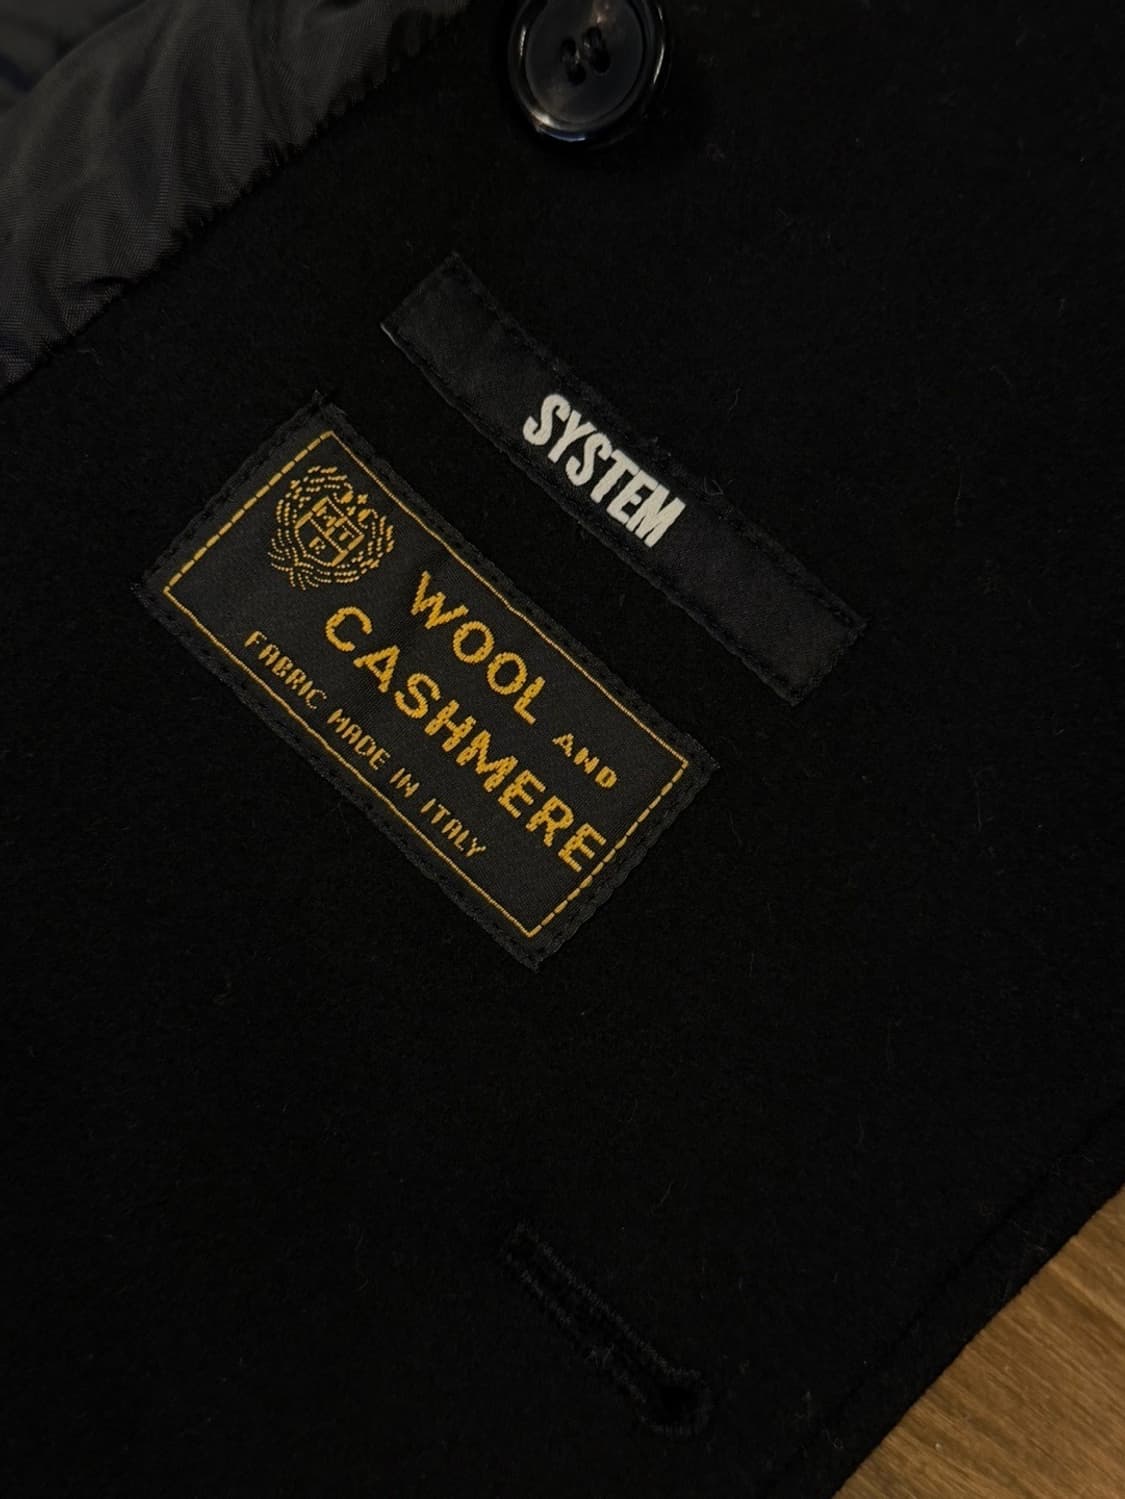 SYSTEM
WOOL AND
CASHMERE
FABRIC MADE IN ITALY